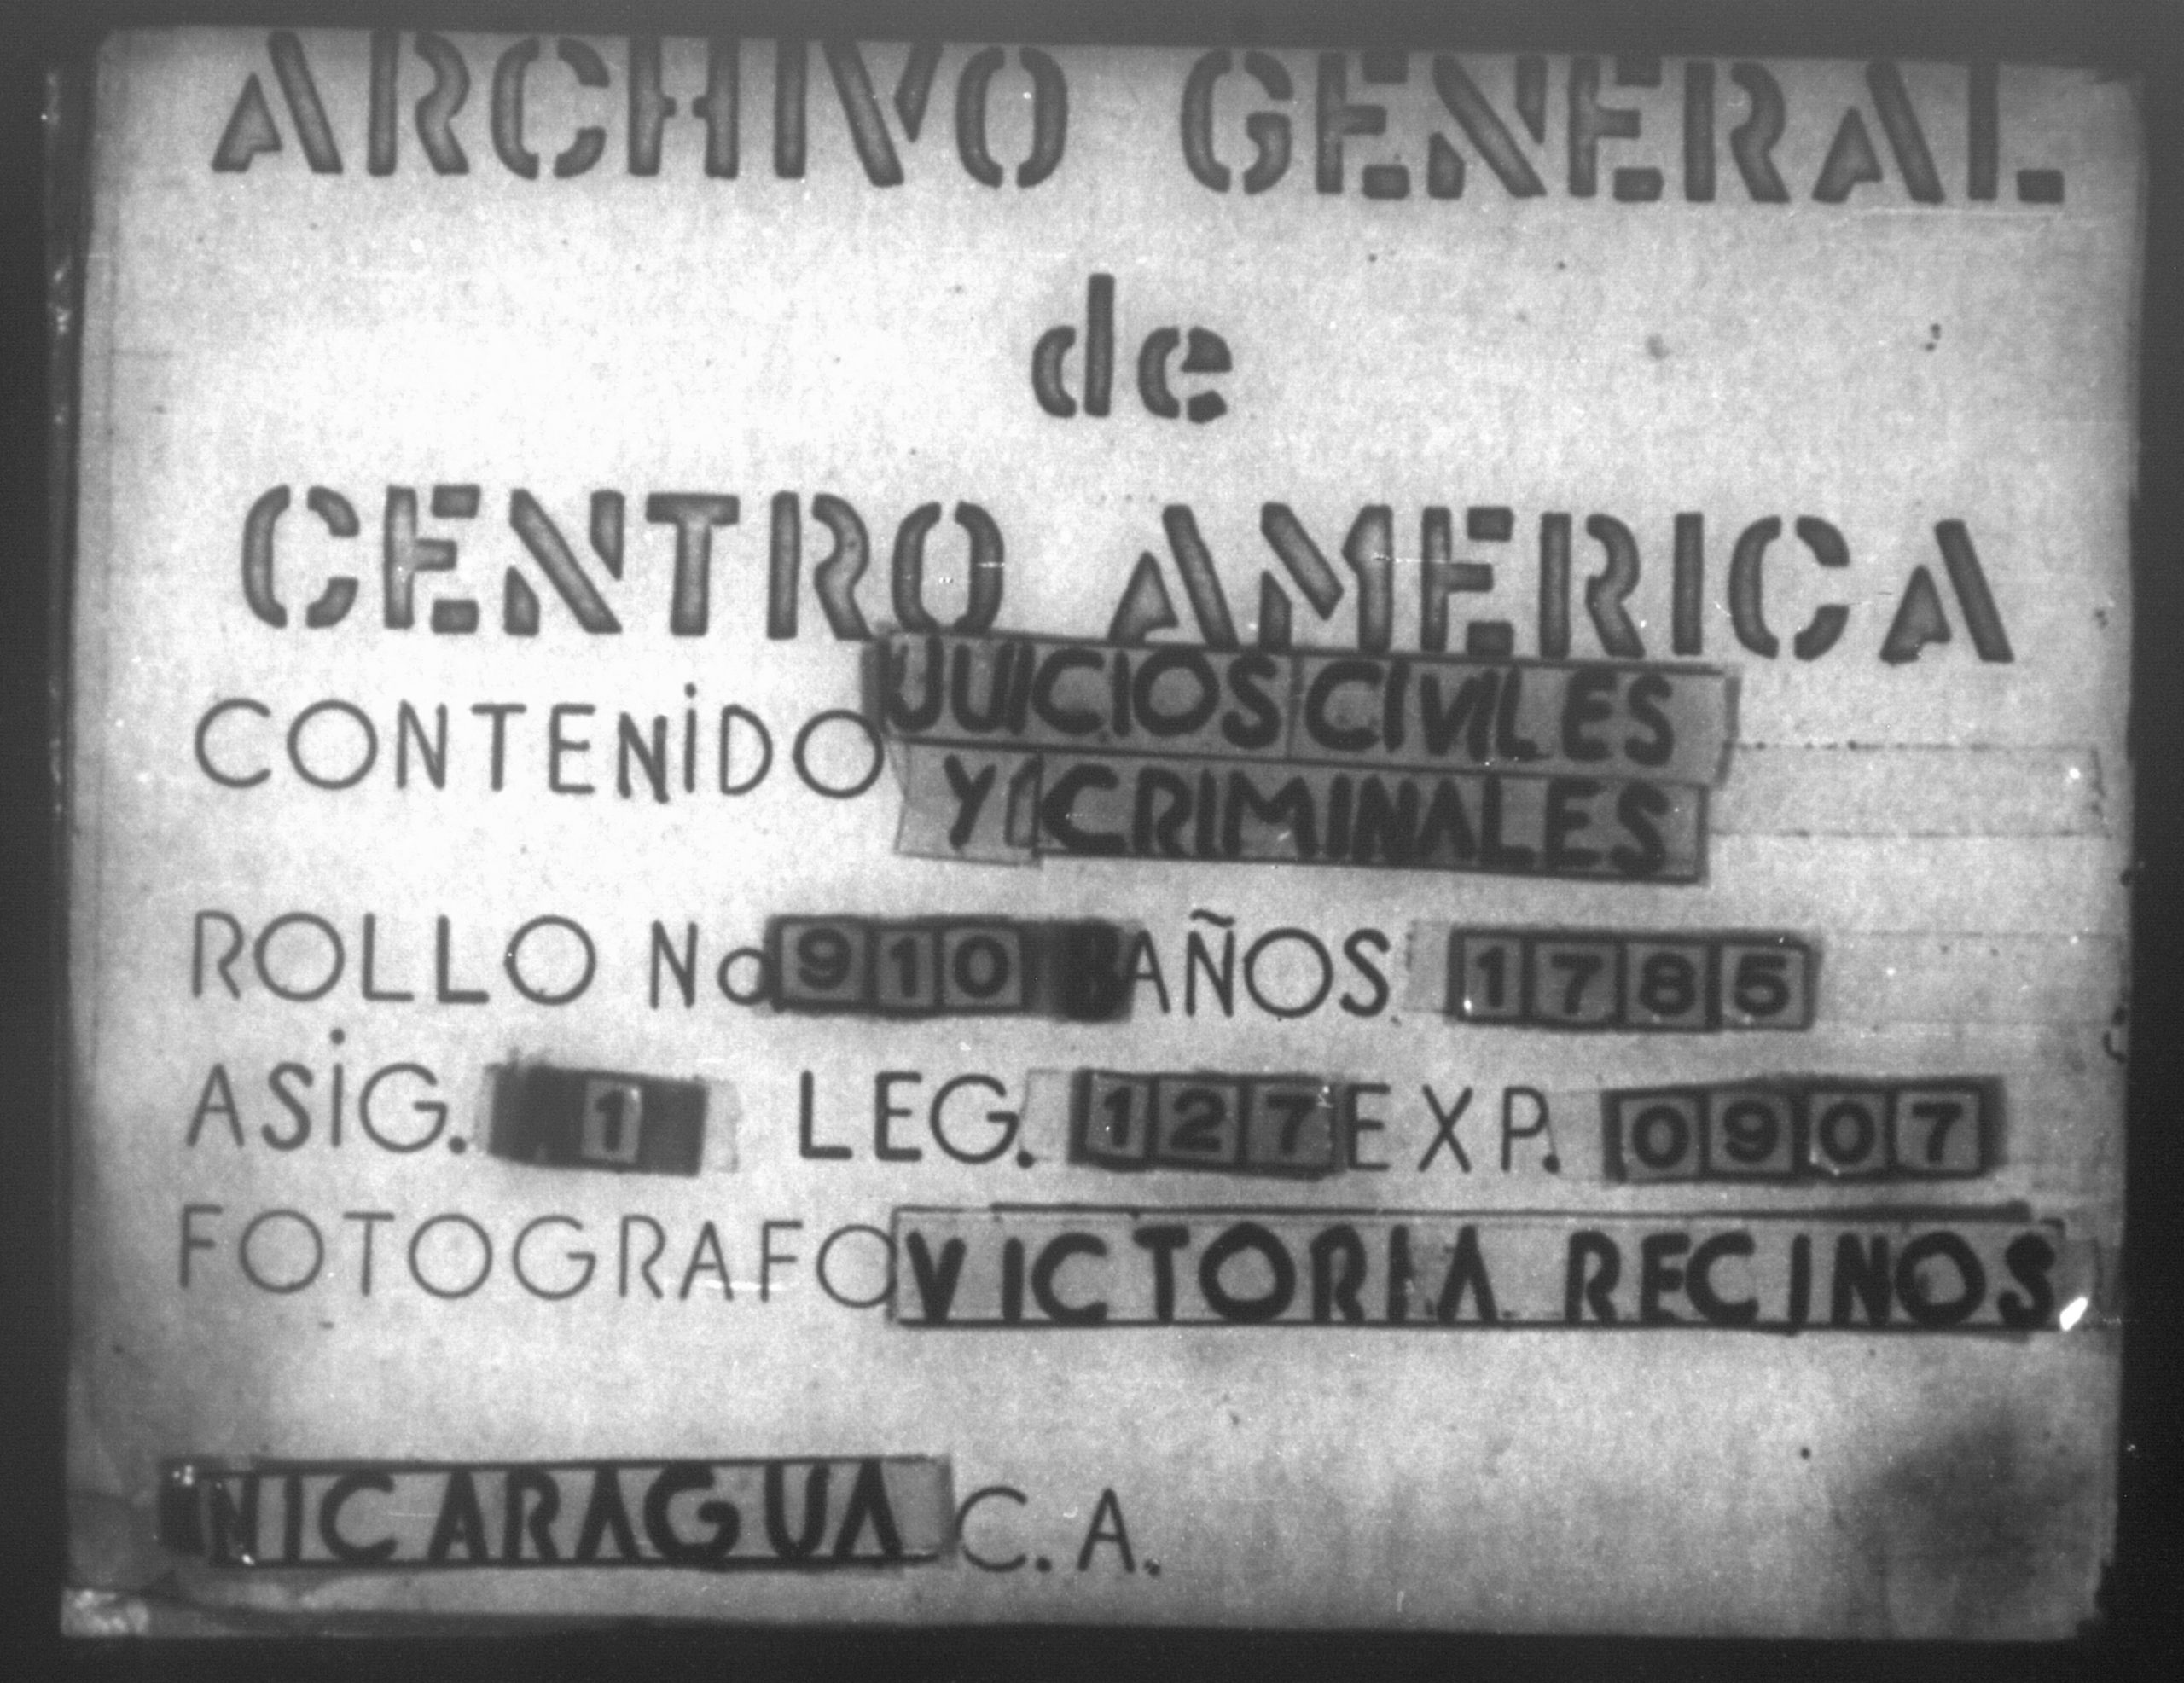 ARCHIVO GENERAL
de
CENTRO AMERICA
CONTENIDO JUICIOS CIVILES
Y CRIMINALES
ROLLO No 910 AÑOS 1785
ASIG. 1 LEG. 127 EXP. 0907
FOTOGRAFO VICTORIA RECINOS
NICARAGUA C.A.